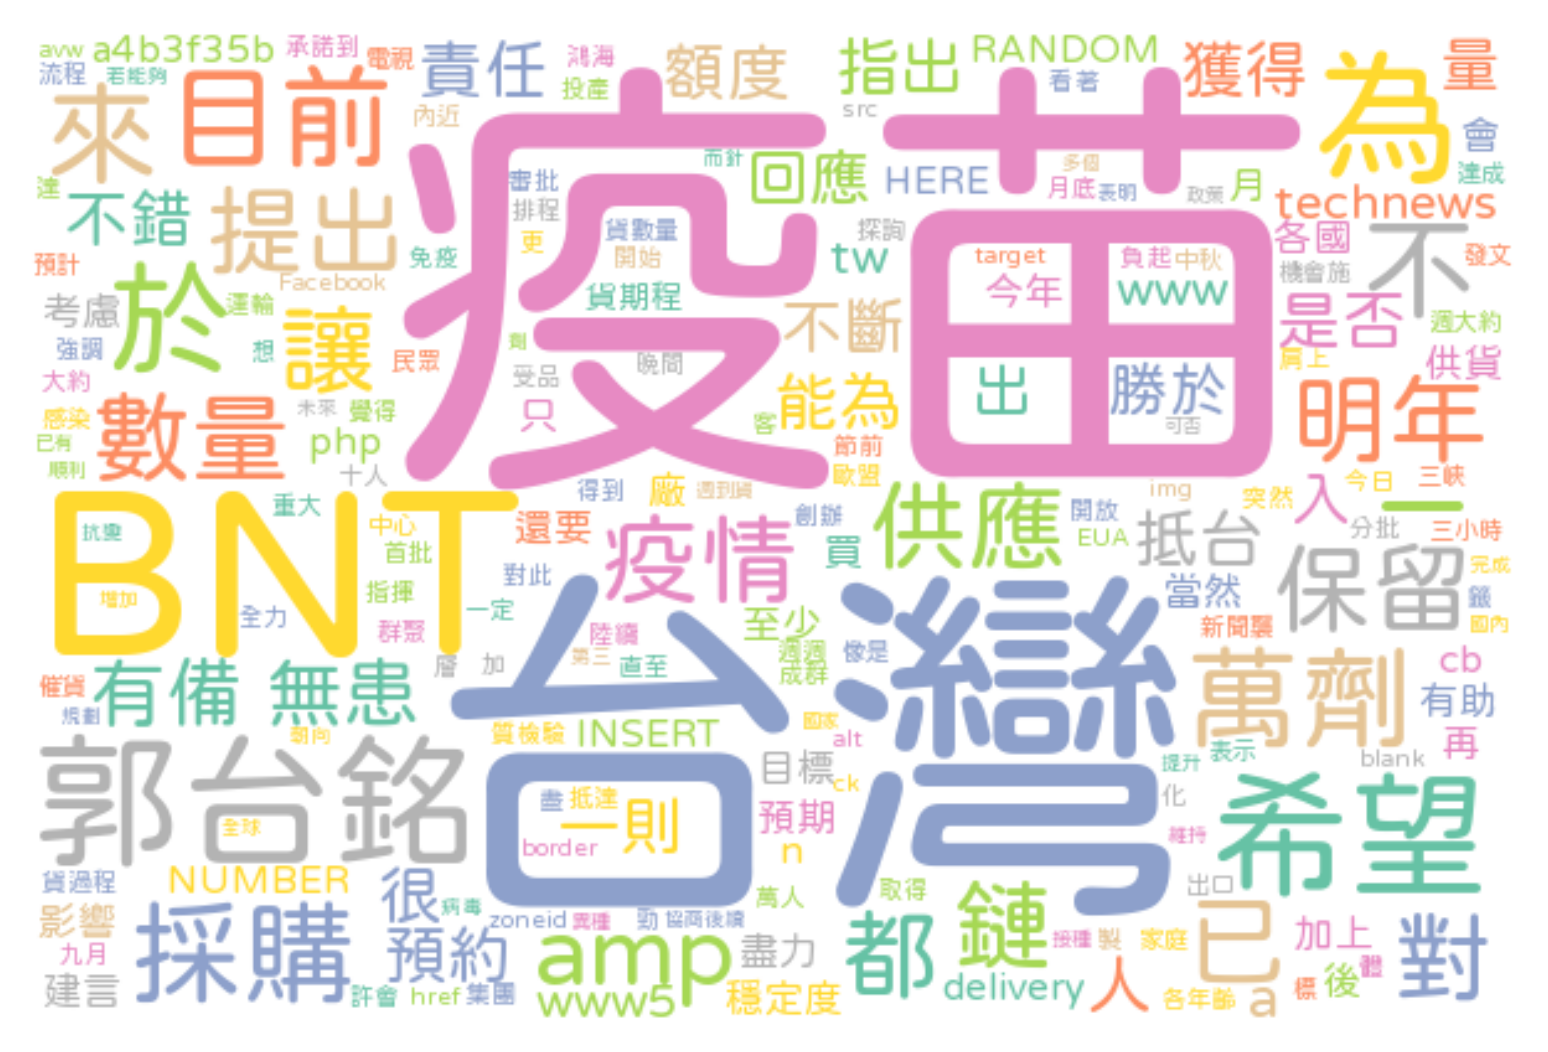 avw
a4b3f35b
承諾到
電視
責任
鴻海
額度
指出
RANDOM
獲得
為
量
流程
若能夠
投產
看著
來
目前
內近
疫苗
src
會
達
不錯
提出
審批
排程
而針
回應
HERE
多個
月底
表明
政策
月
technews
達成
預計
Facebook
免疫
更
貨數量
開始
探詢
tw
target
負起
中秋
各國
機會施
不
發文
考慮
於
運輪
讓
貨期程
今年
www
是否
週大約
強調
想
民眾
劑
晚間
不斷
肩上
供貨
大約
受品
能為
出
勝於
明年
感染
數量
未來
覺得
只
客
可否
已有
順利
php
十人
節前
歐盟
BNT
重大
中心
得到
廠
週到貨
供應
img
突然
入
今日
三峽
一
抗憂
首批
還要
疫情
創辦
買
開放
EUA
抵台
分批
三小時
保留
完成
增加
全力
指揮
對此
一定
當然
籤
群聚
陸續
至少
台灣
新聞襲
國內
催貨
有備
無患
層
加
第三
直至
週週
成群
像是
萬劑
cb
有助
規劃
朝向
質檢驗
INSERT
國家
alt
表示
提升
blank
再
郭台銘
全球
目標
ck
化
希望
盡
抵達
一則
預期
border
n
維持
貨過程
NUMBER
很
病毒
萬人
取得
出口
影響
採購
zoneid
異種
勁
協商後續
鏈
已
加上
對
九月
預約
amp
盡力
都
接種
製
家庭
體
建言
許會
href
集團
www5
穩定度
delivery
人
各年齡
a
標
後